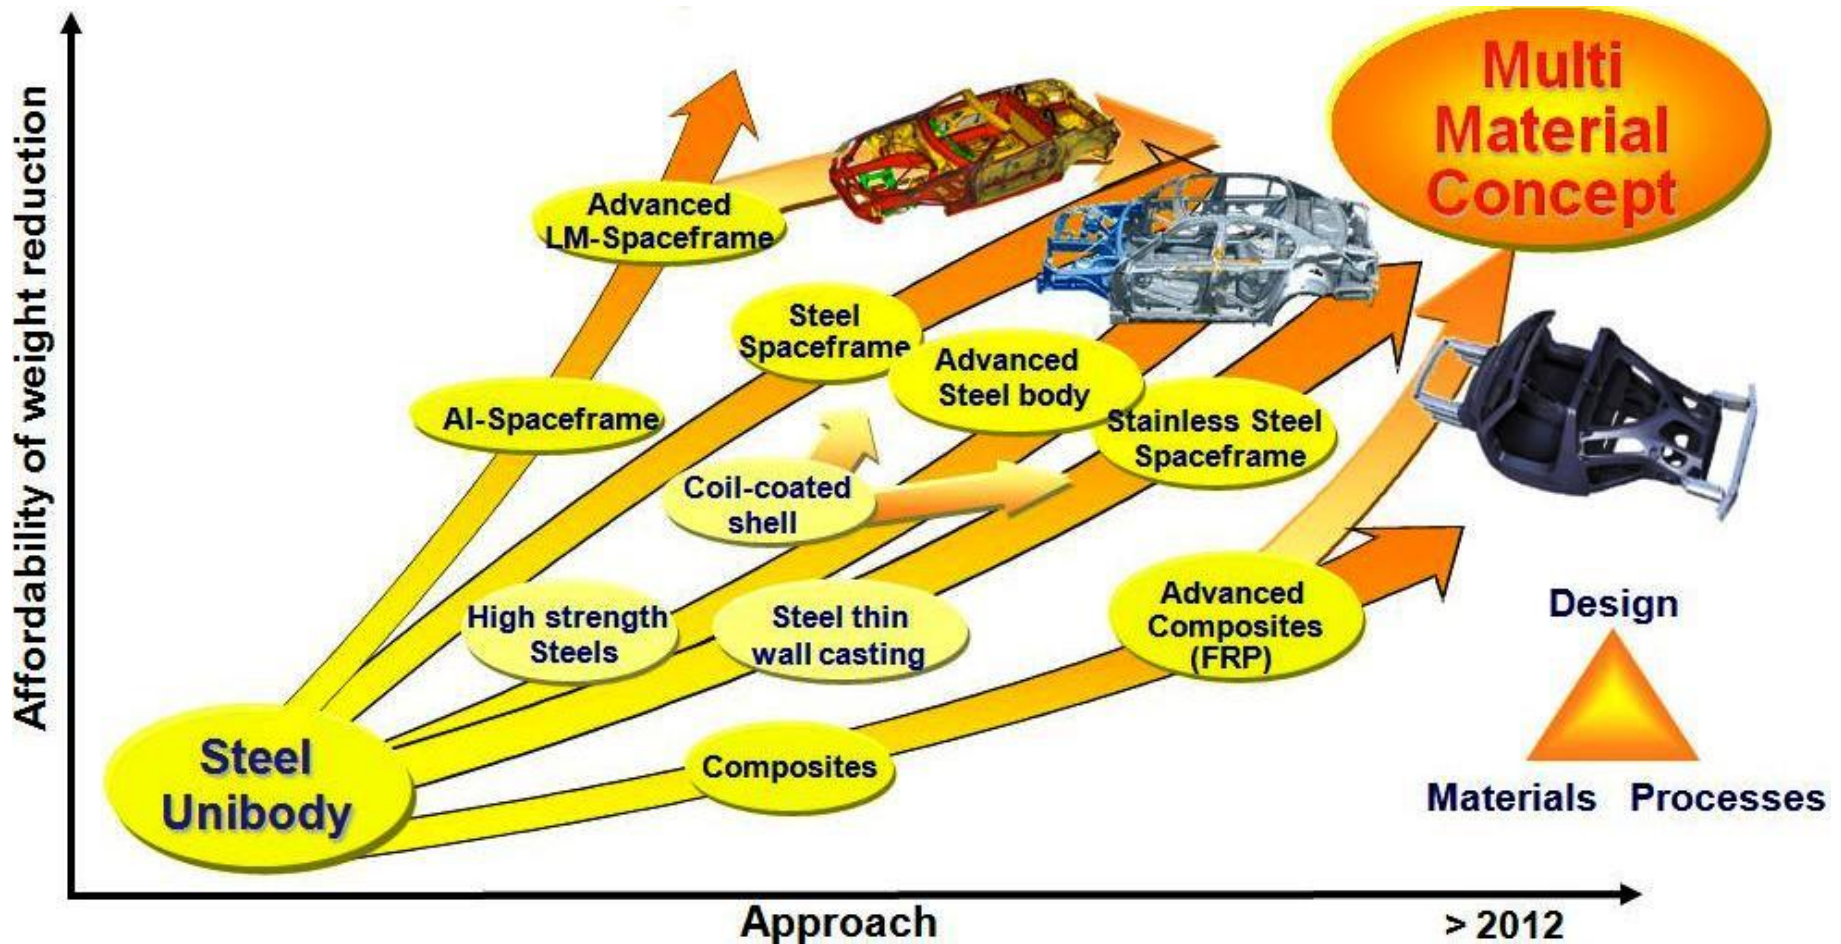 Affordability of weight reduction
Multi
Material
Concept
Advanced
LM-Spaceframe
Steel
Spaceframe
Advanced
Steel body
Al-Spaceframe
Stainless Steel
Spaceframe
Coil-coated
shell
High strength
Steels
Steel thin
wall casting
Advanced
Composites
(FRP)
Design
Materials
Processes
Steel
Unibody
Composites
Approach
> 2012